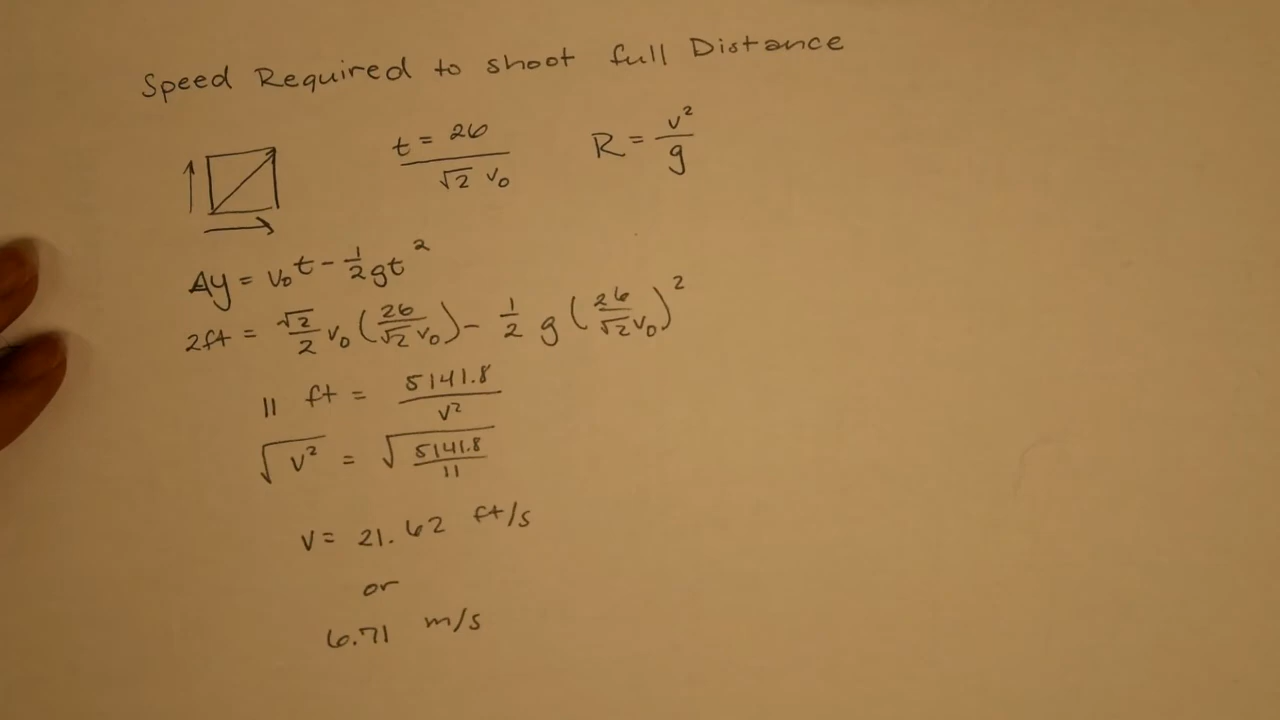 Speed Required to shoot full Distance
t = 26 / √2 v₀
R = v² / g
Δy = v₀t - 1/2 gt²
2ft = √2/2 v₀ (26/√2 v₀) - 1/2 g (26/√2 v₀)²
11 ft = 5141.8 / v²
√v² = √5141.8/11
v = 21.62 ft/s
or
6.71 m/s